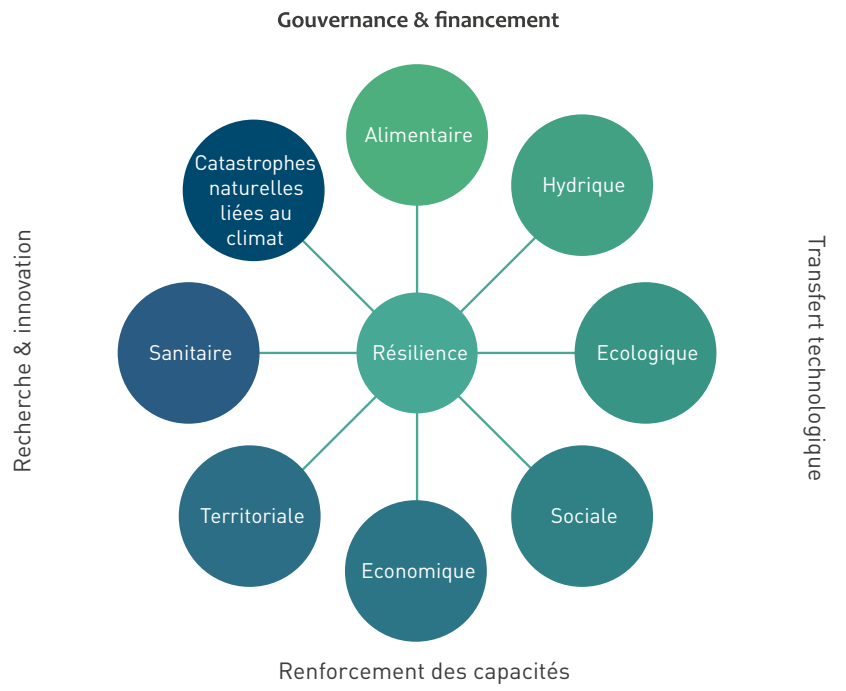 Gouvernance & financement
Alimentaire
Hydrique
Ecologique
Sociale
Economique
Territoriale
Sanitaire
Catastrophes
naturelles
liées au
climat
Résilience
Recherche & innovation
Transfert technologique
Renforcement des capacités